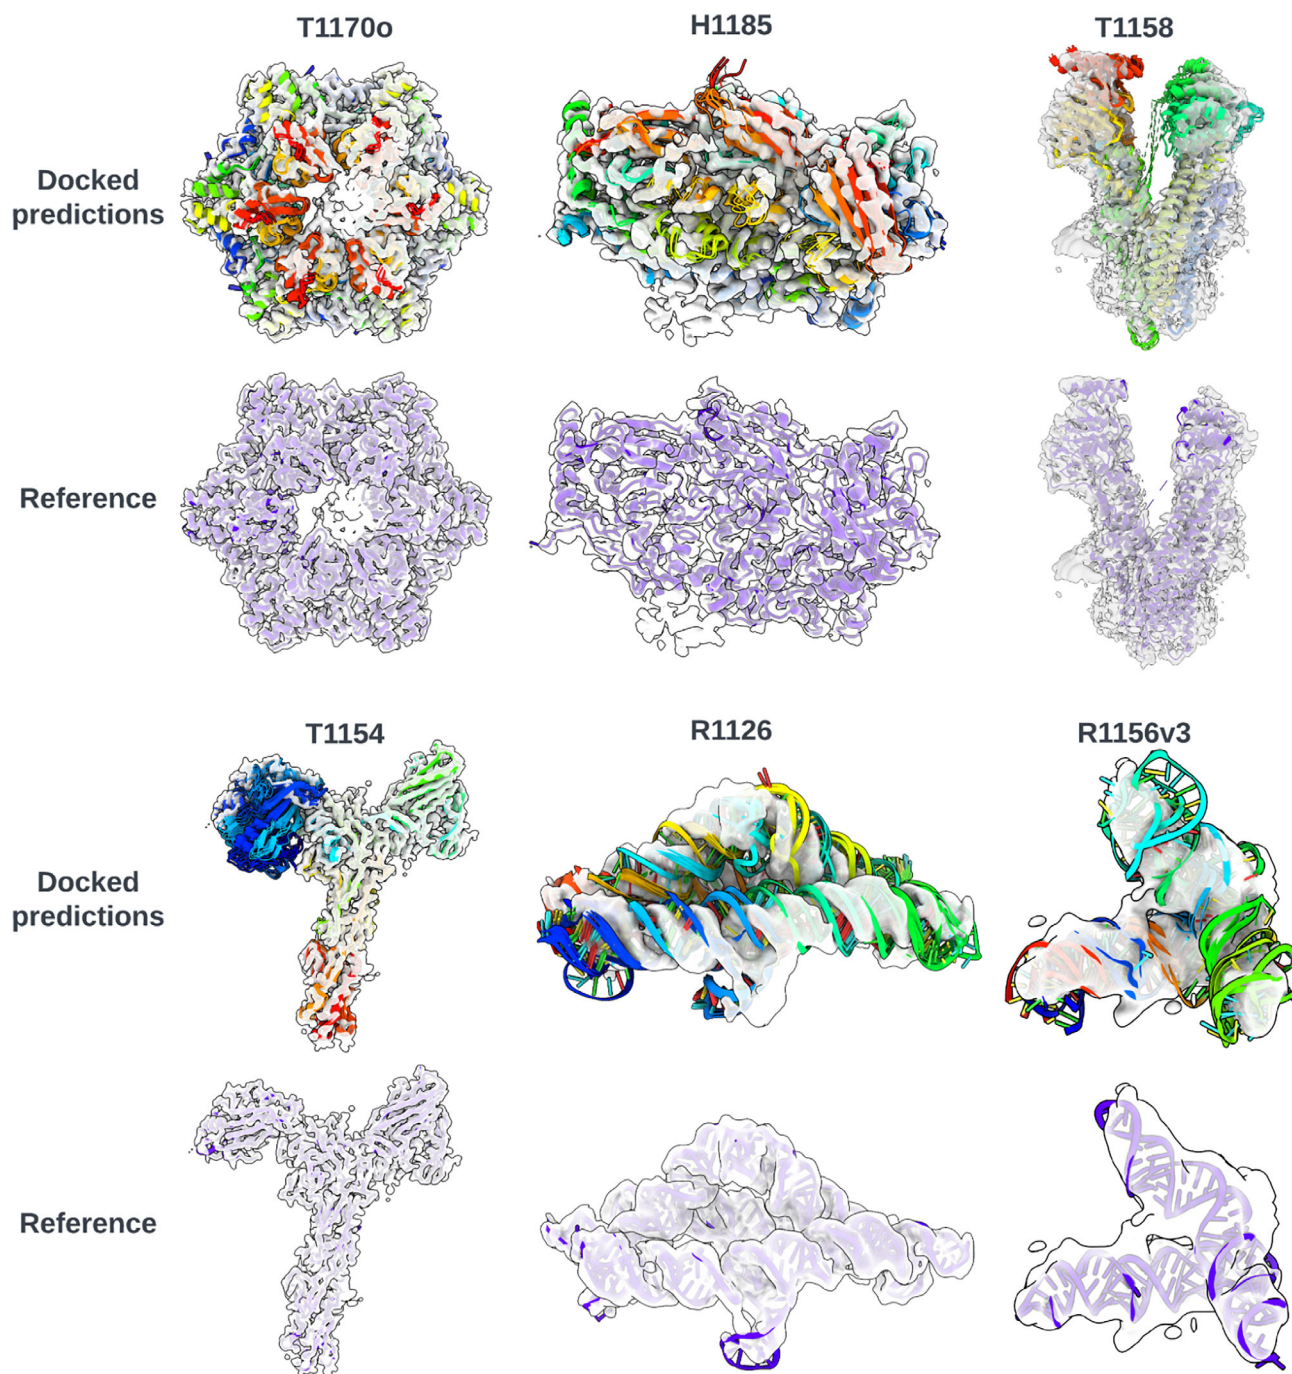 T1170o
H1185
T1158
Docked
predictions
Reference
T1154
R1126
R1156v3
Docked
predictions
Reference